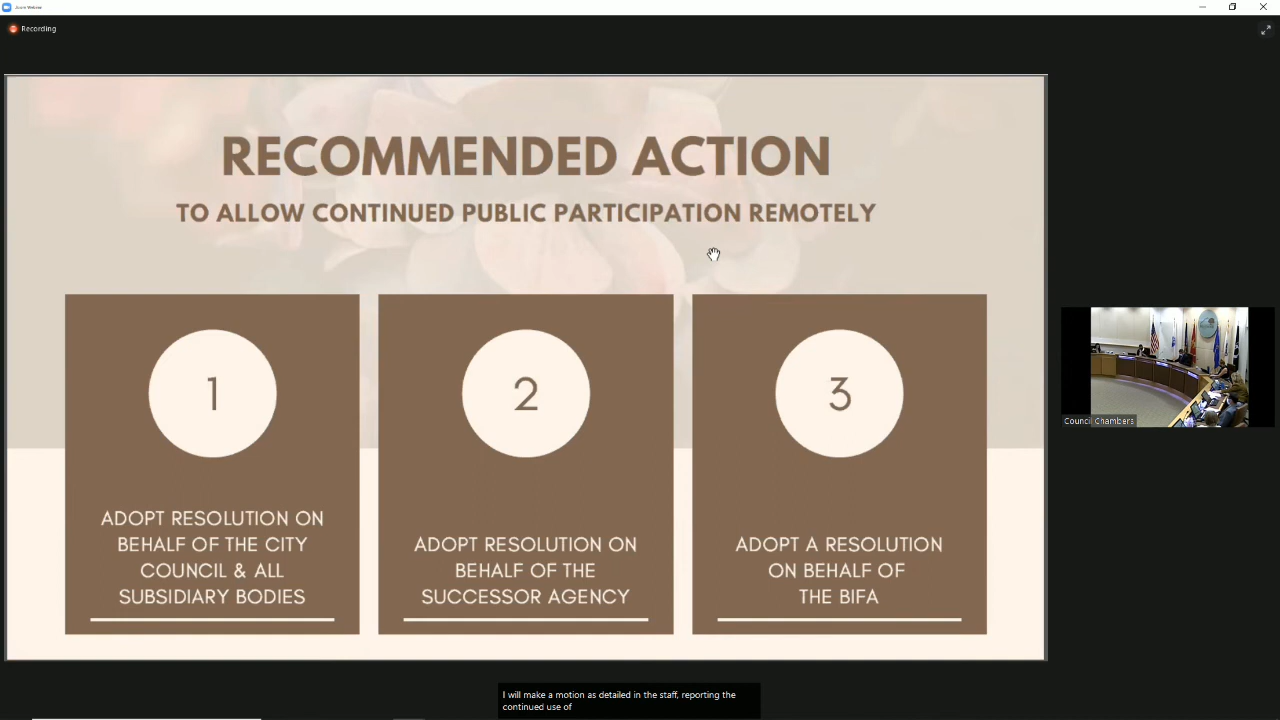 Zoom Webinar
Recording
RECOMMENDED ACTION
TO ALLOW CONTINUED PUBLIC PARTICIPATION REMOTELY
1
ADOPT RESOLUTION ON
BEHALF OF THE CITY
COUNCIL & ALL
SUBSIDIARY BODIES
2
ADOPT RESOLUTION ON
BEHALF OF THE
SUCCESSOR AGENCY
3
ADOPT A RESOLUTION
ON BEHALF OF
THE BIFA
Council Chambers
I will make a motion as detailed in the staff, reporting the
continued use of